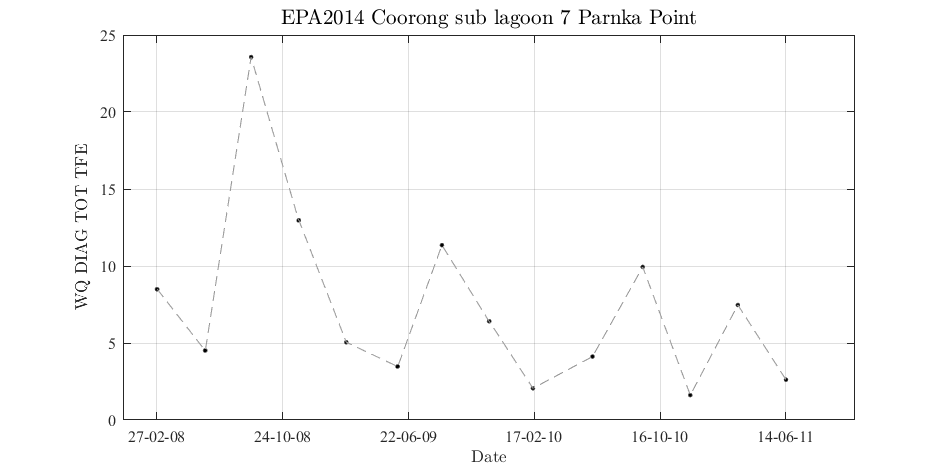 EPA2014 Coorong sub lagoon 7 Parnka Point
WQ DIAG TOT TFE
25
20
15
10
5
0
27-02-08 24-10-08 22-06-09 17-02-10 16-10-10 14-06-11
Date